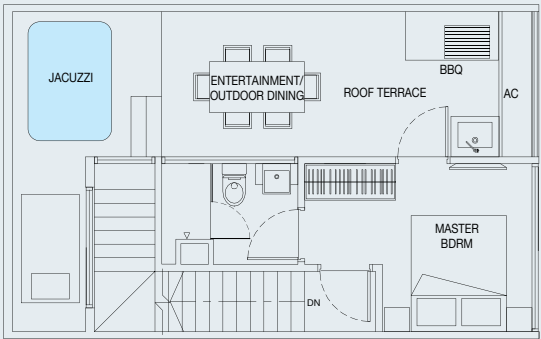 JACUZZI
ENTERTAINMENT/
OUTDOOR DINING
ROOF TERRACE
BBQ
AC
MASTER
BDRM
DN